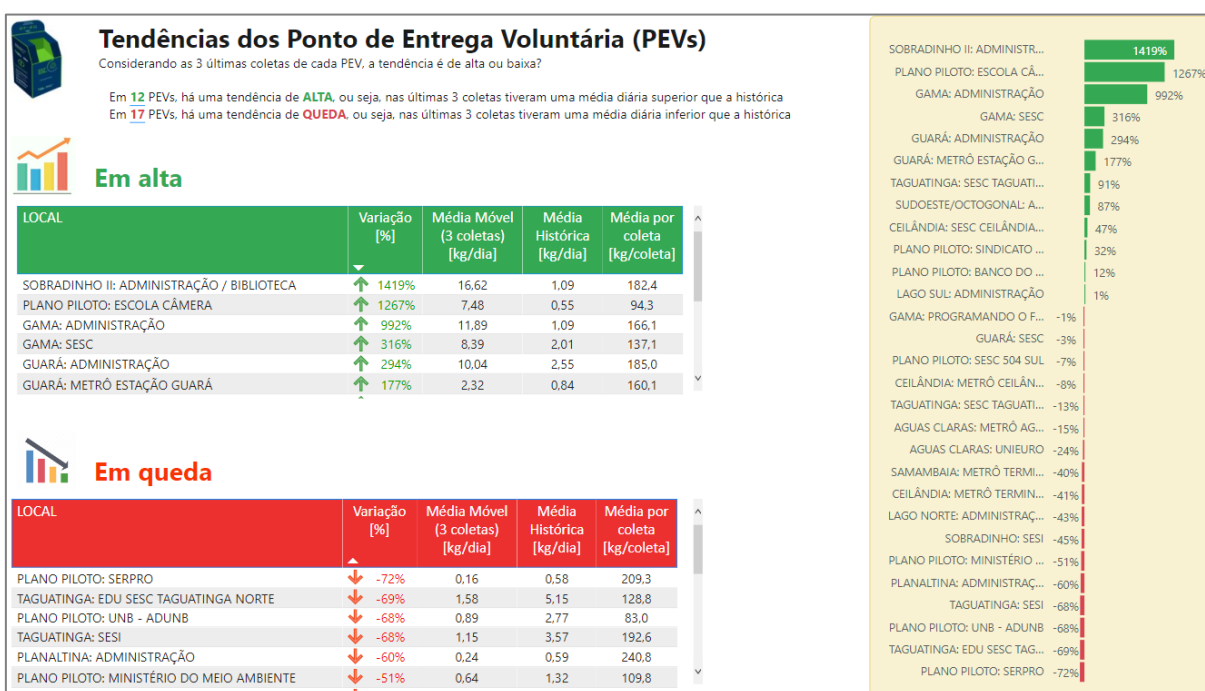 Tendências dos Ponto de Entrega Voluntária (PEVs)
Considerando as 3 últimas coletas de cada PEV, a tendência é de alta ou baixa?
Em 12 PEVs, há uma tendência de ALTA, ou seja, nas últimas 3 coletas tiveram uma média diária superior que a histórica
Em 17 PEVs, há uma tendência de QUEDA, ou seja, nas últimas 3 coletas tiveram uma média diária inferior que a histórica
Em alta
LOCAL Variação [%] Média Móvel (3 coletas) [kg/dia] Média Histórica [kg/dia] Média por coleta [kg/coleta]
SOBRADINHO II: ADMINISTRAÇÃO / BIBLIOTECA 1419% 16,62 1,09 182,4
PLANO PILOTO: ESCOLA CÂMERA 1267% 7,48 0,55 94,3
GAMA: ADMINISTRAÇÃO 992% 11,89 1,09 166,1
GAMA: SESC 316% 8,39 2,01 137,1
GUARÁ: ADMINISTRAÇÃO 294% 10,04 2,55 185,0
GUARÁ: METRÔ ESTAÇÃO GUARÁ 177% 2,32 0,84 160,1
Em queda
LOCAL Variação [%] Média Móvel (3 coletas) [kg/dia] Média Histórica [kg/dia] Média por coleta [kg/coleta]
PLANO PILOTO: SERPRO -72% 0,16 0,58 209,3
TAGUATINGA: EDU SESC TAGUATINGA NORTE -69% 1,58 5,15 128,8
PLANO PILOTO: UNB - ADUNB -68% 0,89 2,77 83,0
TAGUATINGA: SESI -68% 1,15 3,57 192,6
PLANALTINA: ADMINISTRAÇÃO -60% 0,24 0,59 240,8
PLANO PILOTO: MINISTÉRIO DO MEIO AMBIENTE -51% 0,64 1,32 109,8
SOBRADINHO II: ADMINISTR... 1419%
PLANO PILOTO: ESCOLA CÂ... 1267%
GAMA: ADMINISTRAÇÃO 992%
GAMA: SESC 316%
GUARÁ: ADMINISTRAÇÃO 294%
GUARÁ: METRÔ ESTAÇÃO G... 177%
TAGUATINGA: SESC TAGUATI... 91%
SUDOESTE/OCTOGONAL: A... 87%
CEILÂNDIA: SESC CEILÂNDIA... 47%
PLANO PILOTO: SINDICATO ... 32%
PLANO PILOTO: BANCO DO ... 12%
LAGO SUL: ADMINISTRAÇÃO 1%
GAMA: PROGRAMANDO O F... -1%
GUARÁ: SESC -3%
PLANO PILOTO: SESC 504 SUL -7%
CEILÂNDIA: METRÔ CEILÂN... -8%
TAGUATINGA: SESC TAGUATI... -13%
AGUAS CLARAS: METRÔ AG... -15%
AGUAS CLARAS: UNIEURO -24%
SAMAMBAIA: METRÔ TERMI... -40%
CEILÂNDIA: METRÔ TERMIN... -41%
LAGO NORTE: ADMINISTRAÇ... -43%
SOBRADINHO: SESI -45%
PLANO PILOTO: MINISTÉRIO ... -51%
PLANALTINA: ADMINISTRAÇ... -60%
TAGUATINGA: SESI -68%
PLANO PILOTO: UNB - ADUNB -68%
TAGUATINGA: EDU SESC TAG... -69%
PLANO PILOTO: SERPRO -72%